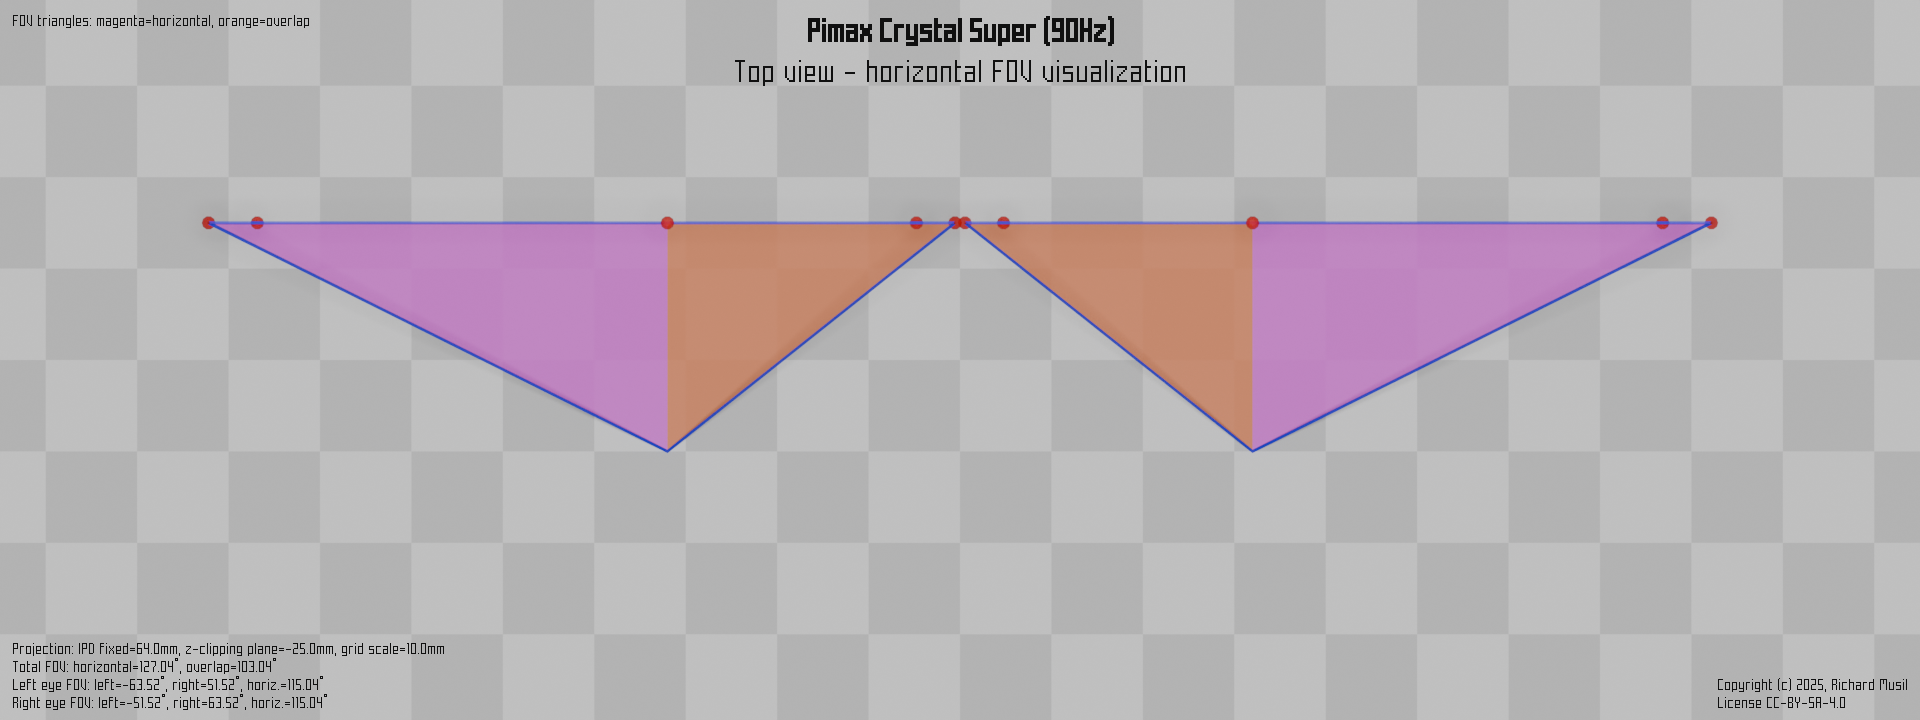 FOV triangles: magenta=horizontal, orange=overlap
Pimax Crystal Super (90Hz)
Top view - horizontal FOV visualization
Projection: IPD fixed=64.0mm, z-clipping plane=-25.0mm, grid scale=10.0mm
Total FOV: horizontal=127.04˚, overlap=103.04˚
Left eye FOV: left=-63.52˚, right=51.52˚, horiz.=115.04˚
Right eye FOV: left=-51.52˚, right=63.52˚, horiz.=115.04˚
Copyright (c) 2025, Richard Musil
License CC-BY-SA-4.0